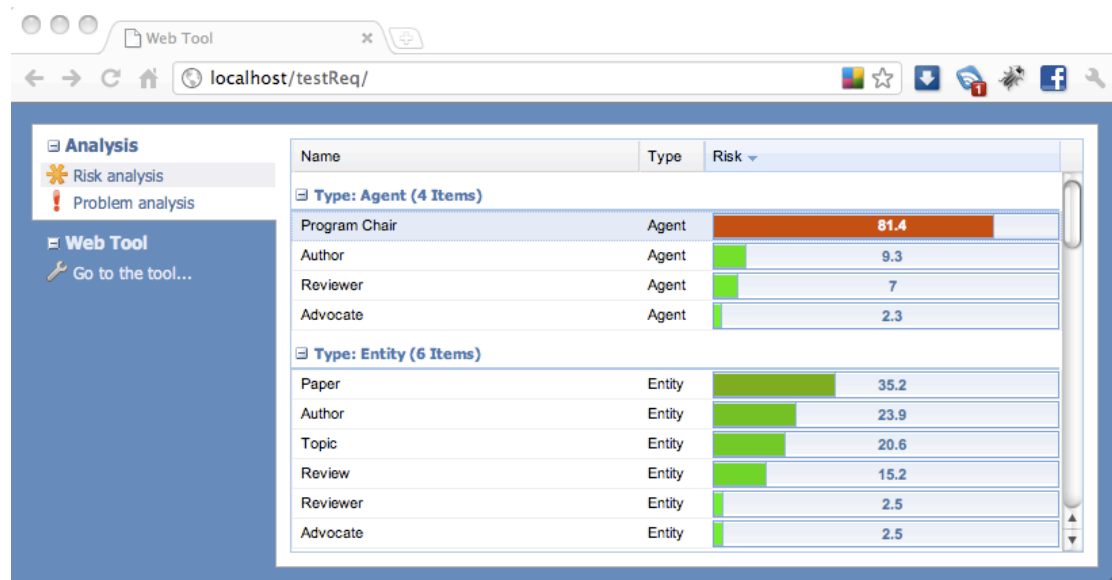 Web Tool
localhost/testReq/
1
Analysis
Risk analysis
Problem analysis
Web Tool
Go to the tool...
Name Type Risk
Type: Agent (4 Items)
Program Chair Agent 81.4
Author Agent 9.3
Reviewer Agent 7
Advocate Agent 2.3
Type: Entity (6 Items)
Paper Entity 35.2
Author Entity 23.9
Topic Entity 20.6
Review Entity 15.2
Reviewer Entity 2.5
Advocate Entity 2.5